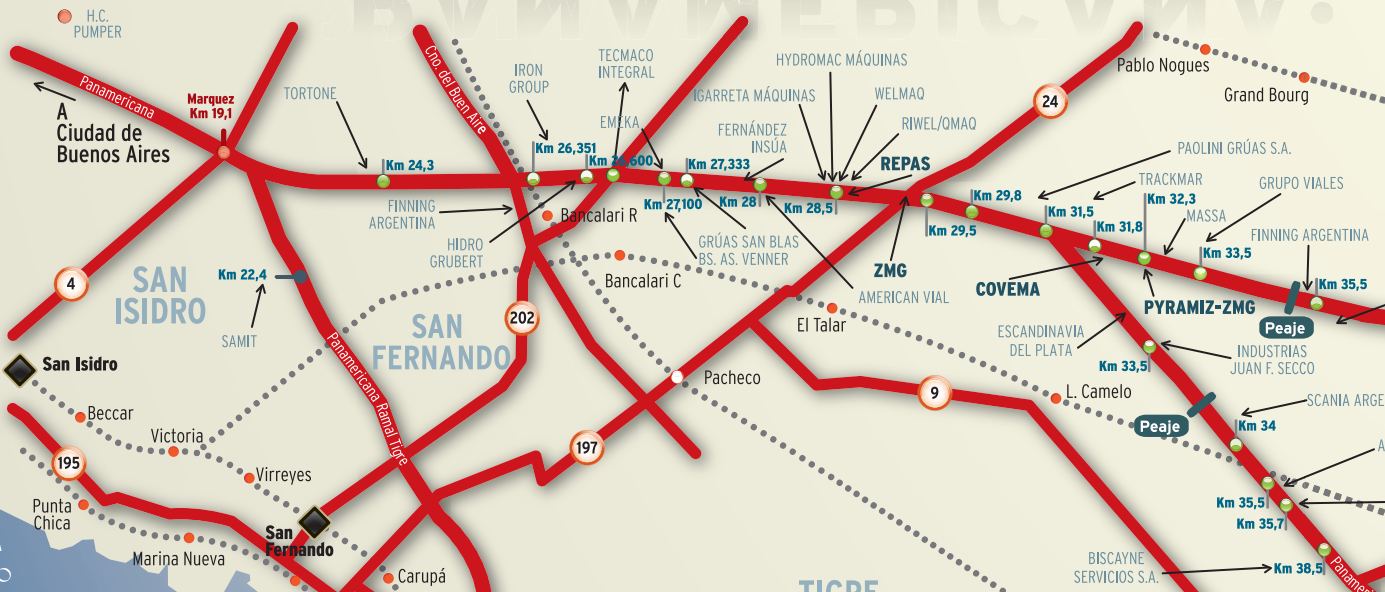 PANAMERICANA.
H.C.
PUMPER
Panamericana
A
Ciudad de
Buenos Aires
Marquez
Km 19,1
TORTONE
Km 24,3
Cno. del Buen Aire
IRON
GROUP
Km 26,351
TECMACO
INTEGRAL
Km 26,600
EMEKA
IGARRETA MÁQUINAS
HYDROMAC MÁQUINAS
WELMAQ
RIWEL/QMAQ
FERNÁNDEZ
INSÚA
Km 27,333
REPAS
24
Pablo Nogues
Grand Bourg
PAOLINI GRÚAS S.A.
TRACKMAR
Km 32,3
GRUPO VIALES
MASSA
FINNING ARGENTINA
Km 29,8
Km 31,5
Km 31,8
Km 33,5
Km 35,5
FINNING
ARGENTINA
Bancalari R
Km 27,100
Km 28
Km 28,5
Km 29,5
HIDRO
GRUBERT
GRÚAS SAN BLAS
BS. AS. VENNER
Bancalari C
ZMG
AMERICAN VIAL
COVEMA
PYRAMIZ-ZMG
Peaje
4
SAN
ISIDRO
Km 22,4
SAMIT
SAN
FERNANDO
202
El Talar
ESCANDINAVIA
DEL PLATA
Km 33,5
INDUSTRIAS
JUAN F. SECCO
San Isidro
Panamericana Ramal Tigre
Pacheco
9
L. Camelo
Peaje
SCANIA ARGE
Km 34
A
Beccar
Victoria
197
195
Virreyes
Punta
Chica
San
Fernando
Marina Nueva
Carupá
Km 35,5
Km 35,7
BISCAYNE
SERVICIOS S.A.
Km 38,5
Paname
TIGRE